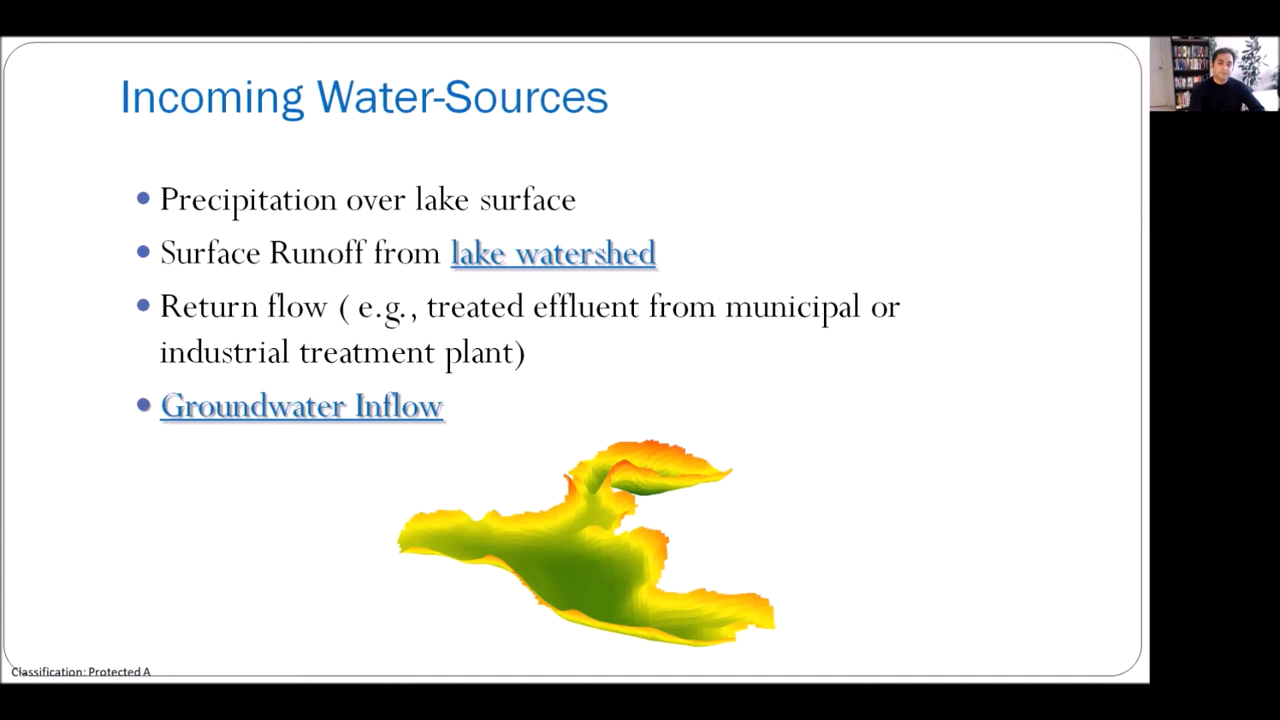 Incoming Water-Sources
• Precipitation over lake surface
• Surface Runoff from lake watershed
• Return flow ( e.g., treated effluent from municipal or
industrial treatment plant)
• Groundwater Inflow
Classification: Protected A